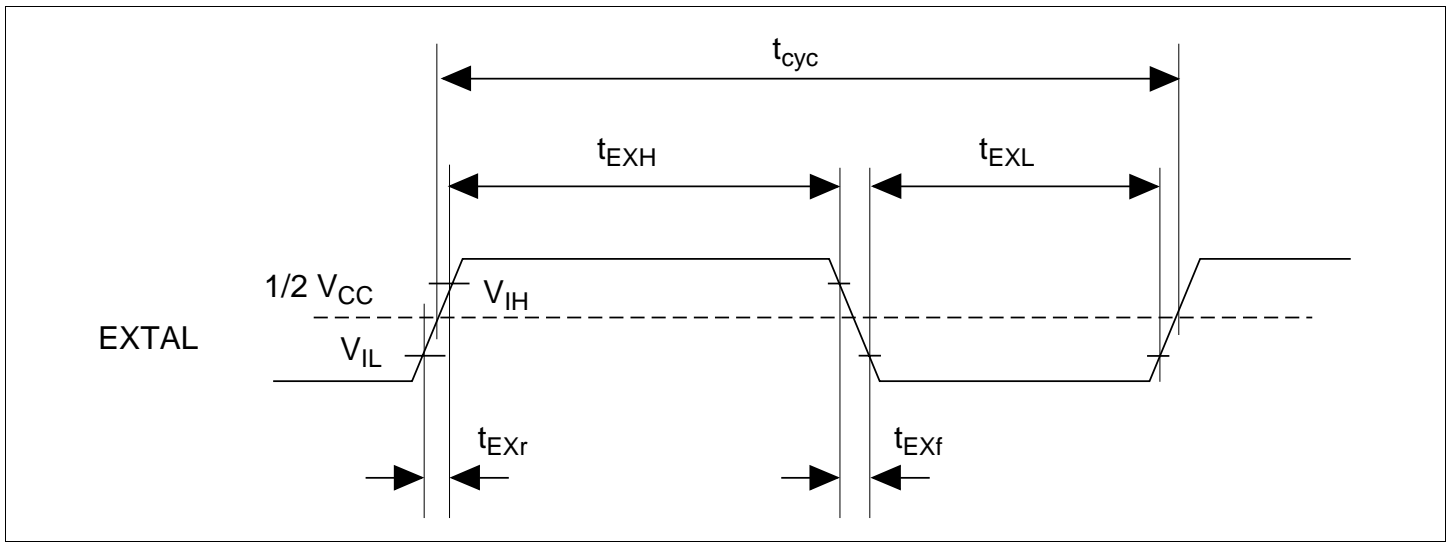 tcyc
tEXH
tEXL
1/2 VCC
VIH
EXTAL
VIL
tEXr
tEXf